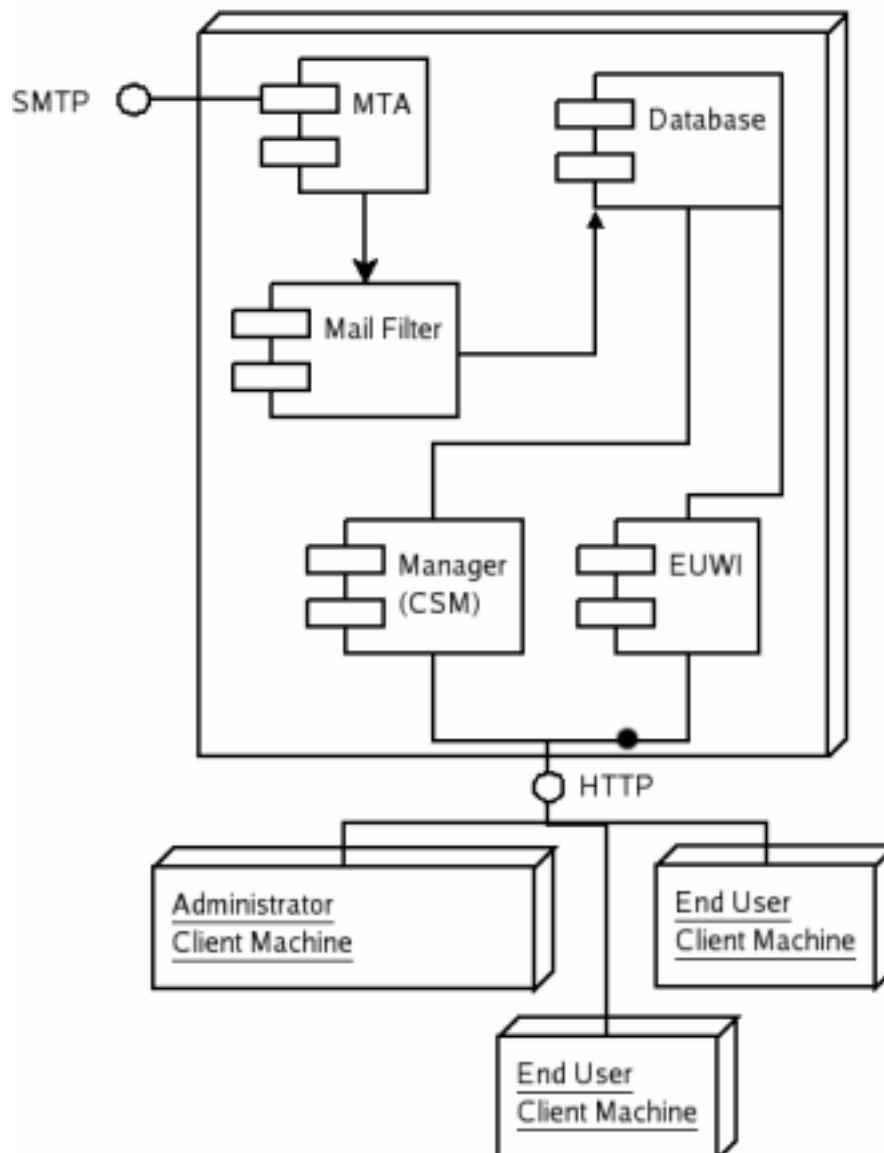 SMTP
MTA
Database
Mail Filter
Manager
(CSM)
EUWI
HTTP
Administrator
Client Machine
End User
Client Machine
End User
Client Machine